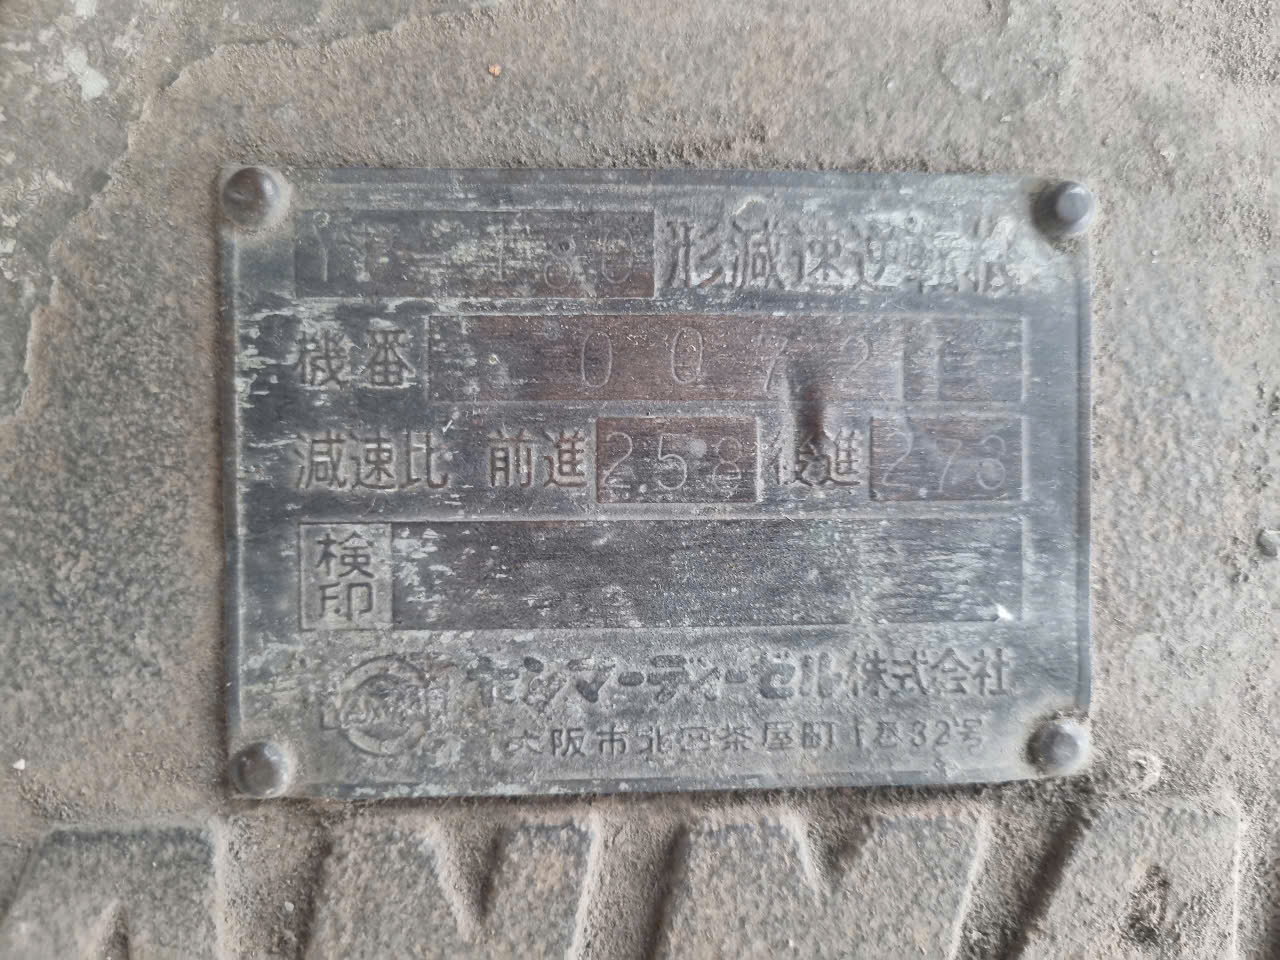 形減速逆転機
機番 0072
減速比 前進 2.58 後進 2.73
検印
ヤンマーディーゼル株式会社
大阪市北区茶屋町1番32号